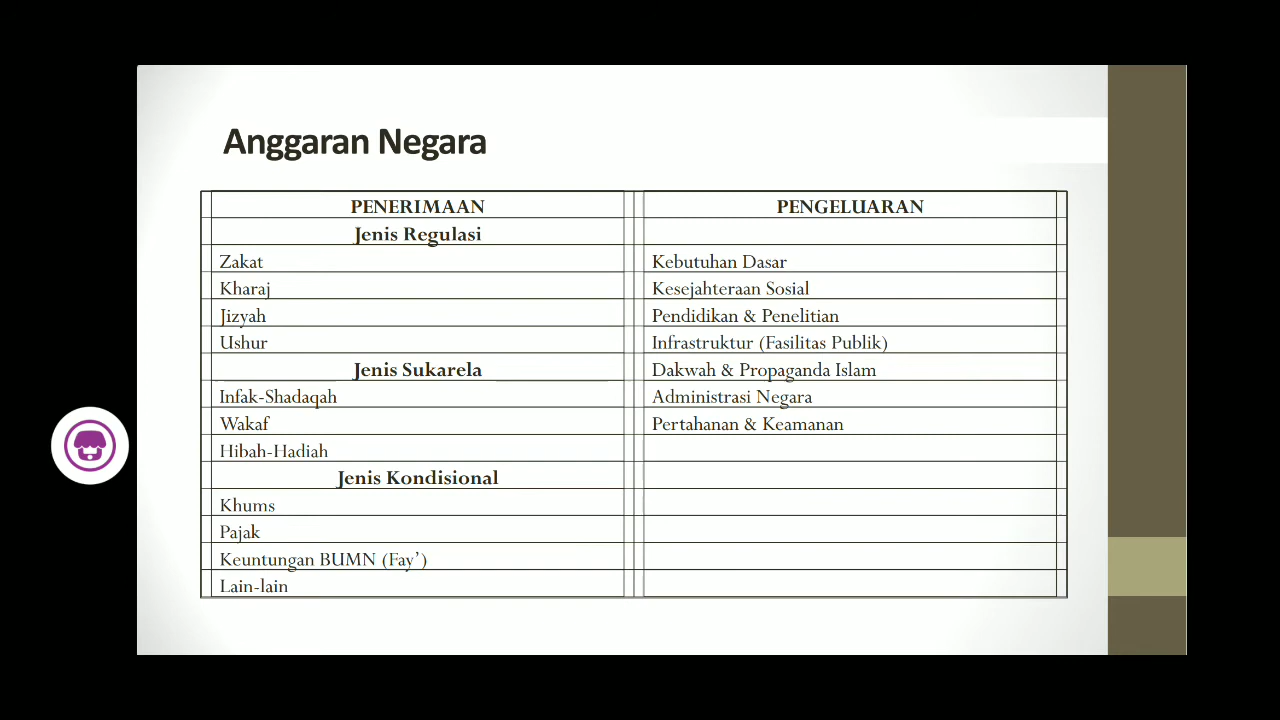 Anggaran Negara
PENERIMAAN PENGELUARAN
Jenis Regulasi
Zakat Kebutuhan Dasar
Kharaj Kesejahteraan Sosial
Jizyah Pendidikan & Penelitian
Ushur Infrastruktur (Fasilitas Publik)
Jenis Sukarela Dakwah & Propaganda Islam
Infak-Shadaqah Administrasi Negara
Wakaf Pertahanan & Keamanan
Hibah-Hadiah
Jenis Kondisional
Khums
Pajak
Keuntungan BUMN (Fay’)
Lain-lain